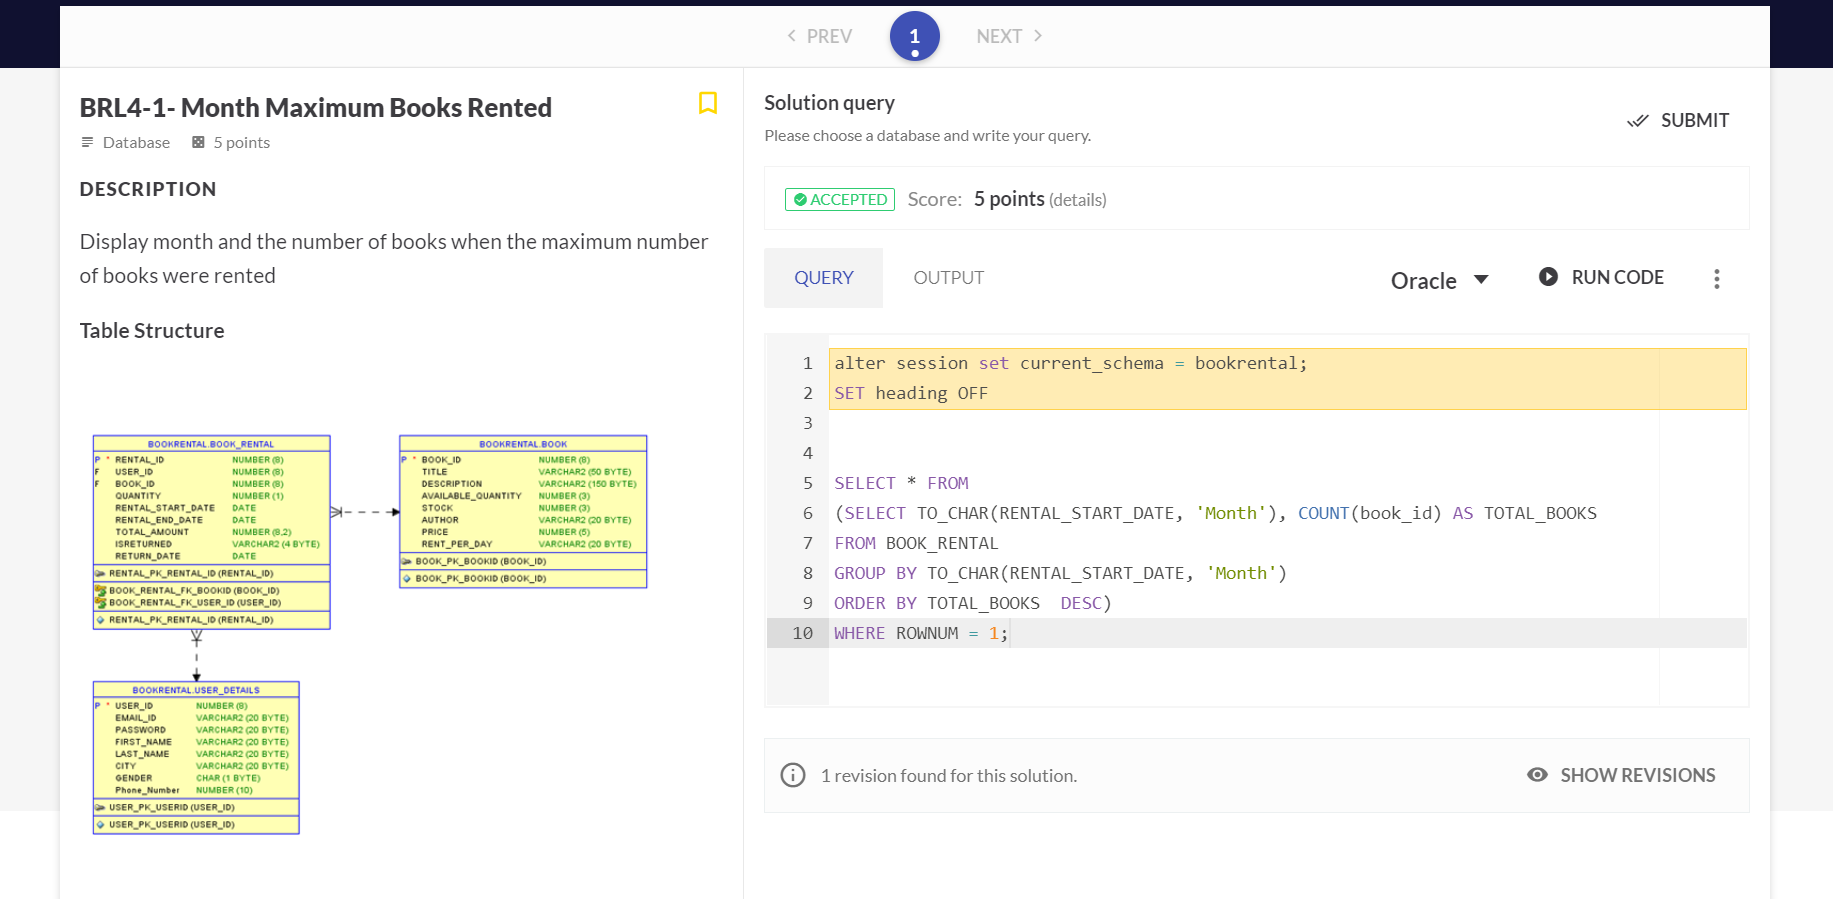 PREV
1
NEXT
BRL4-1- Month Maximum Books Rented
Database 5 points
DESCRIPTION
Display month and the number of books when the maximum number
of books were rented
Table Structure
BOOKRENTAL.BOOK_RENTAL
P * RENTAL_ID NUMBER (8)
F USER_ID NUMBER (8)
F BOOK_ID NUMBER (8)
QUANTITY NUMBER (1)
RENTAL_START_DATE DATE
RENTAL_END_DATE DATE
TOTAL_AMOUNT NUMBER (8,2)
ISRETURNED VARCHAR2 (4 BYTE)
RETURN_DATE DATE
RENTAL_PK_RENTAL_ID (RENTAL_ID)
BOOK_RENTAL_FK_BOOKID (BOOK_ID)
BOOK_RENTAL_FK_USER_ID (USER_ID)
RENTAL_PK_RENTAL_ID (RENTAL_ID)
BOOKRENTAL.BOOK
P * BOOK_ID NUMBER (8)
TITLE VARCHAR2 (50 BYTE)
DESCRIPTION VARCHAR2 (150 BYTE)
AVAILABLE_QUANTITY NUMBER (3)
STOCK NUMBER (3)
AUTHOR VARCHAR2 (20 BYTE)
PRICE NUMBER (5)
RENT_PER_DAY VARCHAR2 (20 BYTE)
BOOK_PK_BOOKID (BOOK_ID)
BOOK_PK_BOOKID (BOOK_ID)
BOOKRENTAL.USER_DETAILS
P * USER_ID NUMBER (8)
EMAIL_ID VARCHAR2 (20 BYTE)
PASSWORD VARCHAR2 (20 BYTE)
FIRST_NAME VARCHAR2 (20 BYTE)
LAST_NAME VARCHAR2 (20 BYTE)
CITY VARCHAR2 (20 BYTE)
GENDER CHAR (1 BYTE)
Phone_Number NUMBER (10)
USER_PK_USERID (USER_ID)
USER_PK_USERID (USER_ID)
Solution query
Please choose a database and write your query.
SUBMIT
ACCEPTED Score: 5 points (details)
QUERY OUTPUT Oracle RUN CODE
1 alter session set current_schema = bookrental;
2 SET heading OFF
3
4
5 SELECT * FROM
6 (SELECT TO_CHAR(RENTAL_START_DATE, 'Month'), COUNT(book_id) AS TOTAL_BOOKS
7 FROM BOOK_RENTAL
8 GROUP BY TO_CHAR(RENTAL_START_DATE, 'Month')
9 ORDER BY TOTAL_BOOKS  DESC)
10 WHERE ROWNUM = 1;
1 revision found for this solution. SHOW REVISIONS